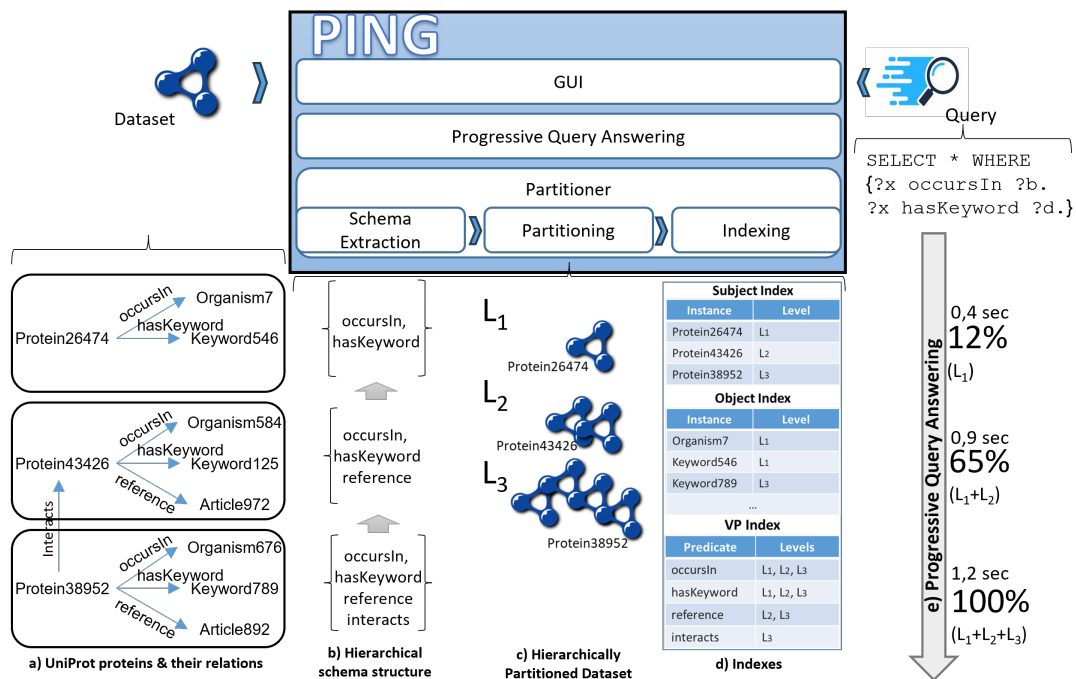 PING
GUI
Progressive Query Answering
Partitioner
Schema
Extraction
Partitioning
Indexing
Dataset
Query
SELECT * WHERE
{?x occursIn ?b.
?x hasKeyword ?d.}
Protein26474
occursIn
Organism7
hasKeyword
Keyword546
Protein43426
occursIn
Organism584
hasKeyword
Keyword125
reference
Article972
Interacts
Protein38952
occursIn
Organism676
hasKeyword
Keyword789
reference
Article892
a) UniProt proteins & their relations
occursIn,
hasKeyword
occursIn,
hasKeyword
reference
occursIn,
hasKeyword
reference
interacts
b) Hierarchical
schema structure
L1
Protein26474
L2
Protein43426
L3
Protein38952
c) Hierarchically
Partitioned Dataset
Subject Index
Instance Level
Protein26474 L1
Protein43426 L2
Protein38952 L3
Object Index
Instance Level
Organism7 L1
Keyword546 L1
Keyword789 L3
...
VP Index
Predicate Levels
occursIn L1, L2, L3
hasKeyword L1, L2, L3
reference L2, L3
interacts L3
d) Indexes
e) Progressive Query Answering
0,4 sec
12%
(L1)
0,9 sec
65%
(L1+L2)
1,2 sec
100%
(L1+L2+L3)